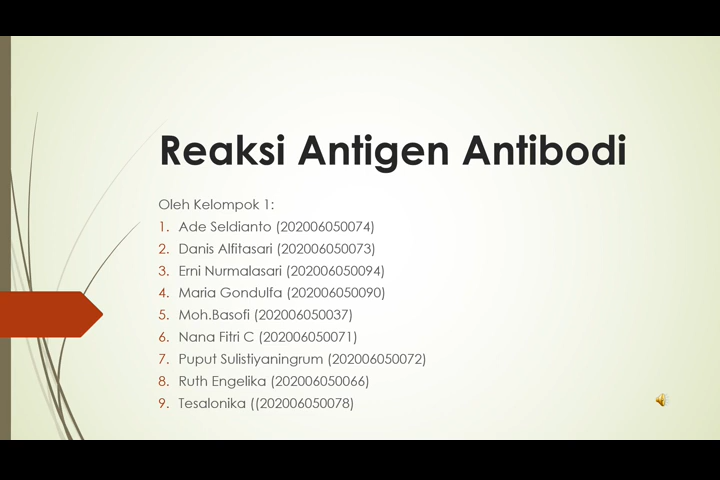 Reaksi Antigen Antibodi
Oleh Kelompok 1:
1. Ade Seldianto (202006050074)
2. Danis Alfitasari (202006050073)
3. Erni Nurmalasari (202006050094)
4. Maria Gondulfa (202006050090)
5. Moh.Basofi (202006050037)
6. Nana Fitri C (202006050071)
7. Puput Sulistiyaningrum (202006050072)
8. Ruth Engelika (202006050066)
9. Tesalonika ((202006050078)